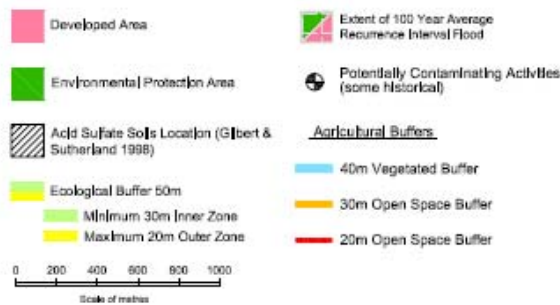 Developed Area
Environmental Protection Area
Acid Sulfate Soils Location (Gilbert &
Sutherland 1998)
Ecological Buffer 50m
Minimum 30m Inner Zone
Maximum 20m Outer Zone
0 200 400 600 800 1000
Scale of metres
Extent of 100 Year Average
Recurrence Interval Flood
Potentially Contaminating Activities
(some historical)
Agricultural Buffers
40m Vegetated Buffer
30m Open Space Buffer
20m Open Space Buffer